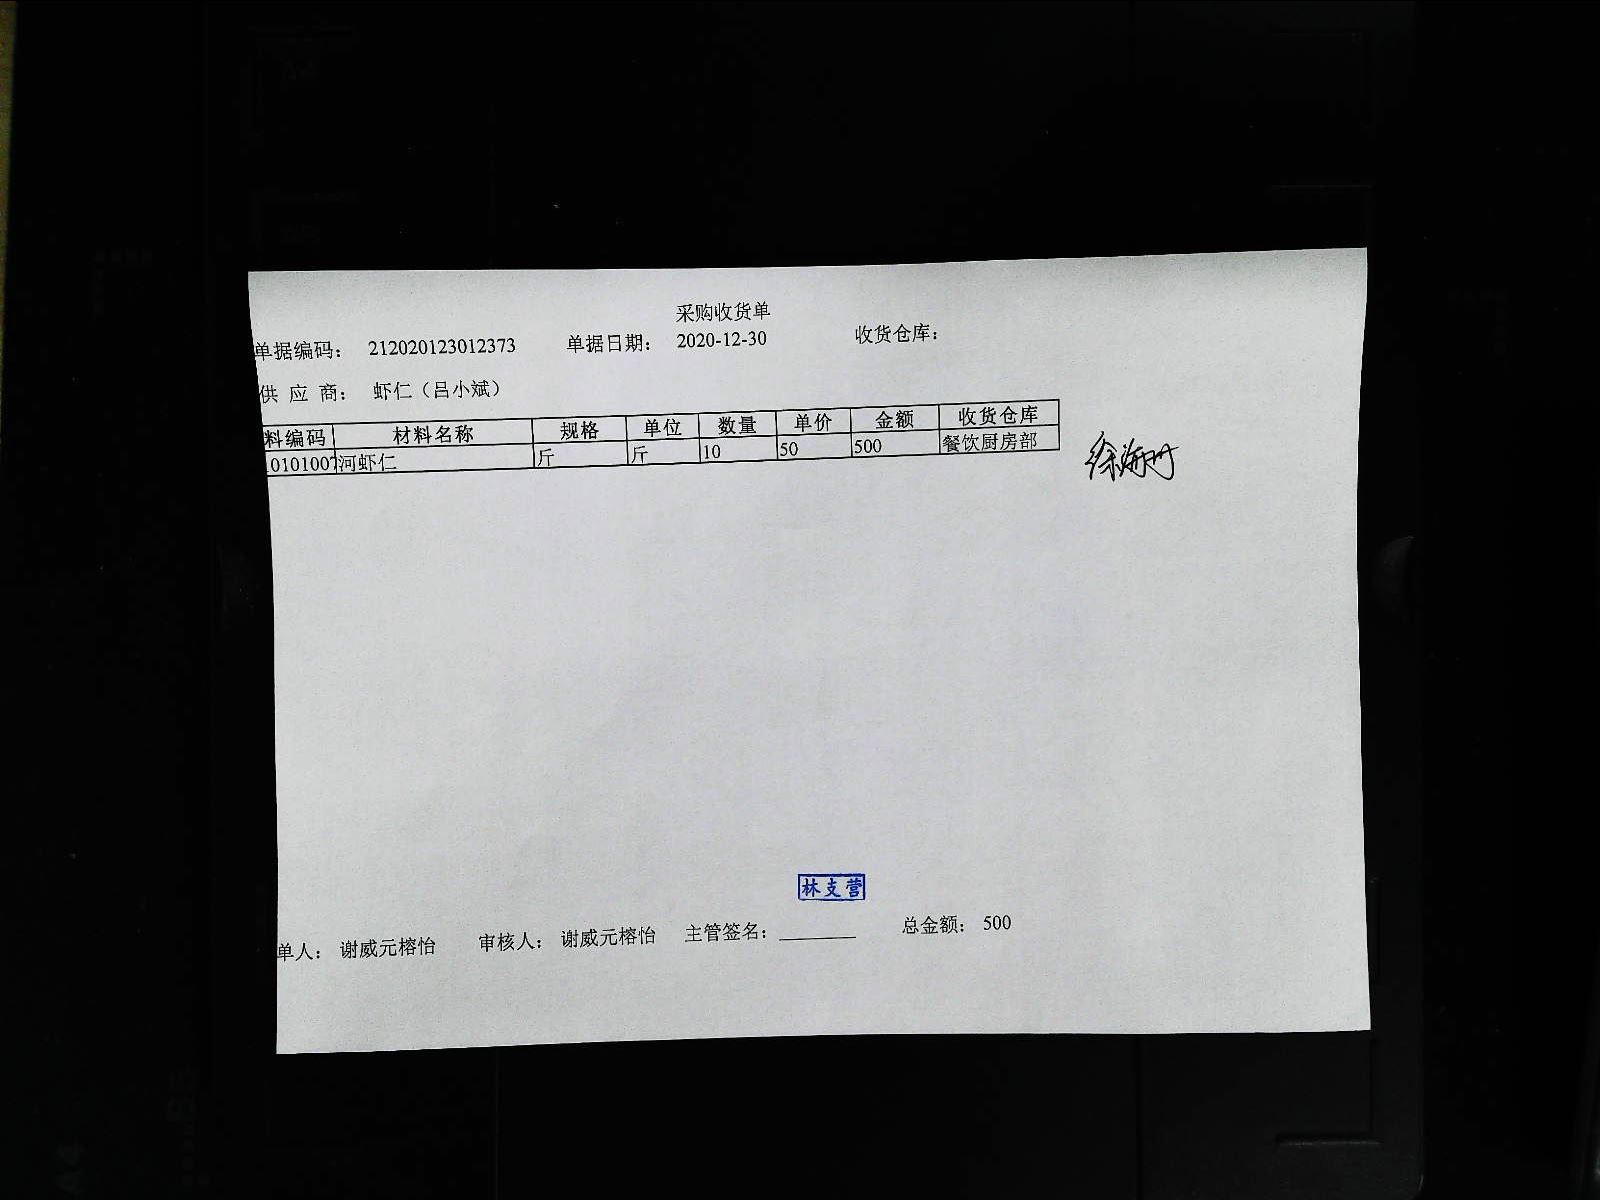 采购收货单
单据编码： 212020123012373 单据日期： 2020-12-30 收货仓库：
供 应 商： 虾仁（吕小斌）
料编码 材料名称 规格 单位 数量 单价 金额 收货仓库
10101007 河虾仁 斤 斤 10 50 500 餐饮厨房部
林支营
单人： 谢威元榕怡 审核人： 谢威元榕怡 主管签名：________ 总金额： 500